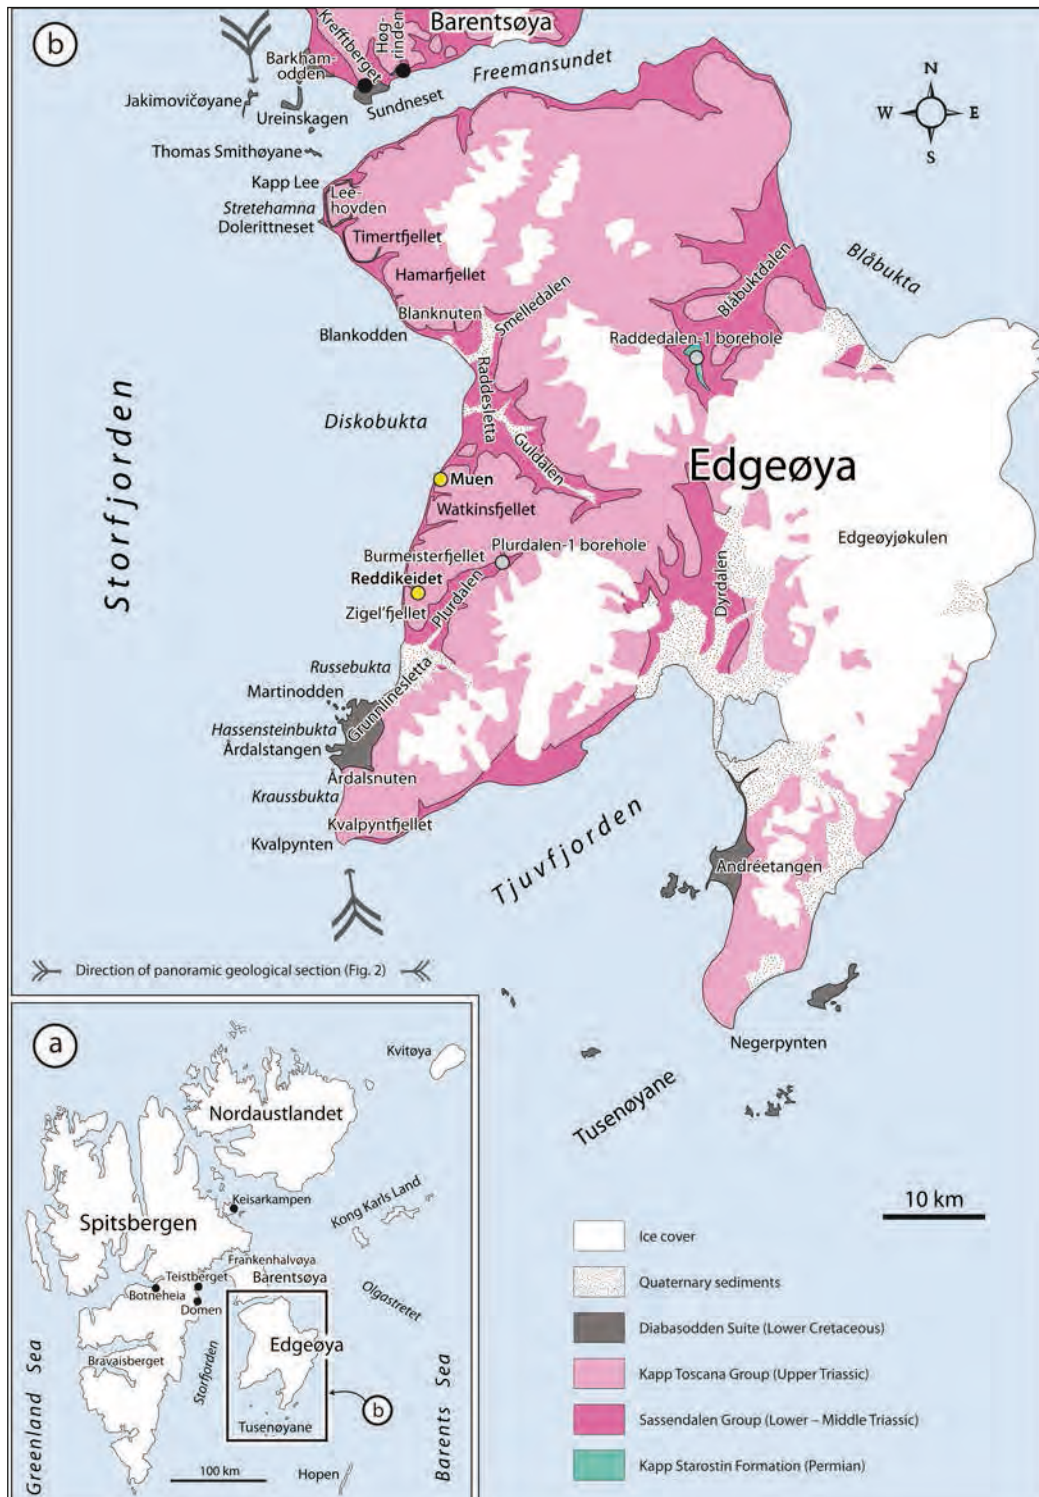 b
Barentsøya
Krefftberget
Høg-
rinden
Barkham-
odden
Freemansundet
Jakimovičøyane
Sundneset
Ureinskagen
N
W
E
S
Thomas Smithøyane
Kapp Lee
Lee-
hovden
Stretehamna
Dolerittneset
Timertfjellet
Hamarfjellet
Blåbukta
Blåbuktdalen
Blanknuten
Smelledalen
Blankodden
Raddedalen-1 borehole
Raddesletta
Storfjorden
Diskobukta
Guldalen
Edgeøya
Muen
Watkinsfjellet
Edgeøyjøkulen
Burmeisterfjellet
Plurdalen-1 borehole
Reddikeidet
Plurdalen
Dyrdalen
Zigel'fjellet
Russebukta
Grunnlinesletta
Martinodden
Hassensteinbukta
Årdalstangen
Årdalsnuten
Kraussbukta
Kvalpyntfjellet
Kvalpynten
Tjuvfjorden
Andréetangen
Direction of panoramic geological section (Fig. 2)
Negerpynten
Tusenøyane
10 km
Ice cover
Quaternary sediments
Diabasodden Suite (Lower Cretaceous)
Kapp Toscana Group (Upper Triassic)
Sassendalen Group (Lower – Middle Triassic)
Kapp Starostin Formation (Permian)
a
Kvitøya
Nordaustlandet
Keisarkampen
Kong Karls Land
Spitsbergen
Frankenhalvøya
Teistberget
Barentsøya
Botneheia
Domen
Olgastretet
Edgeøya
Bravaisberget
Storfjorden
Greenland Sea
Barents Sea
b
Tusenøyane
100 km
Hopen